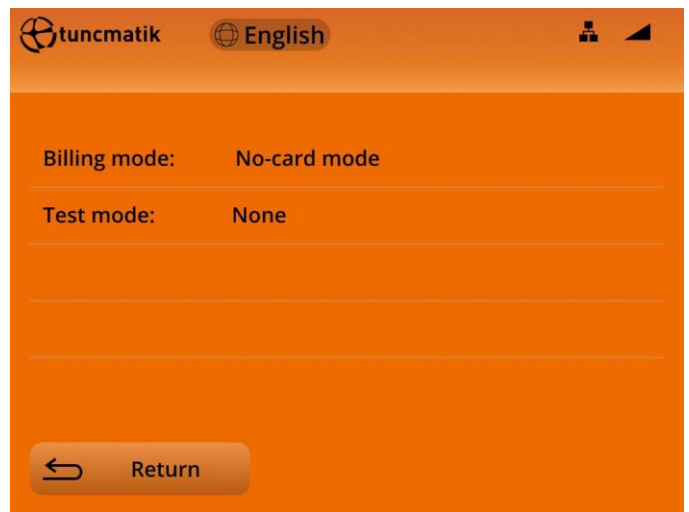 tuncmatik English
Billing mode: No-card mode
Test mode: None
Return